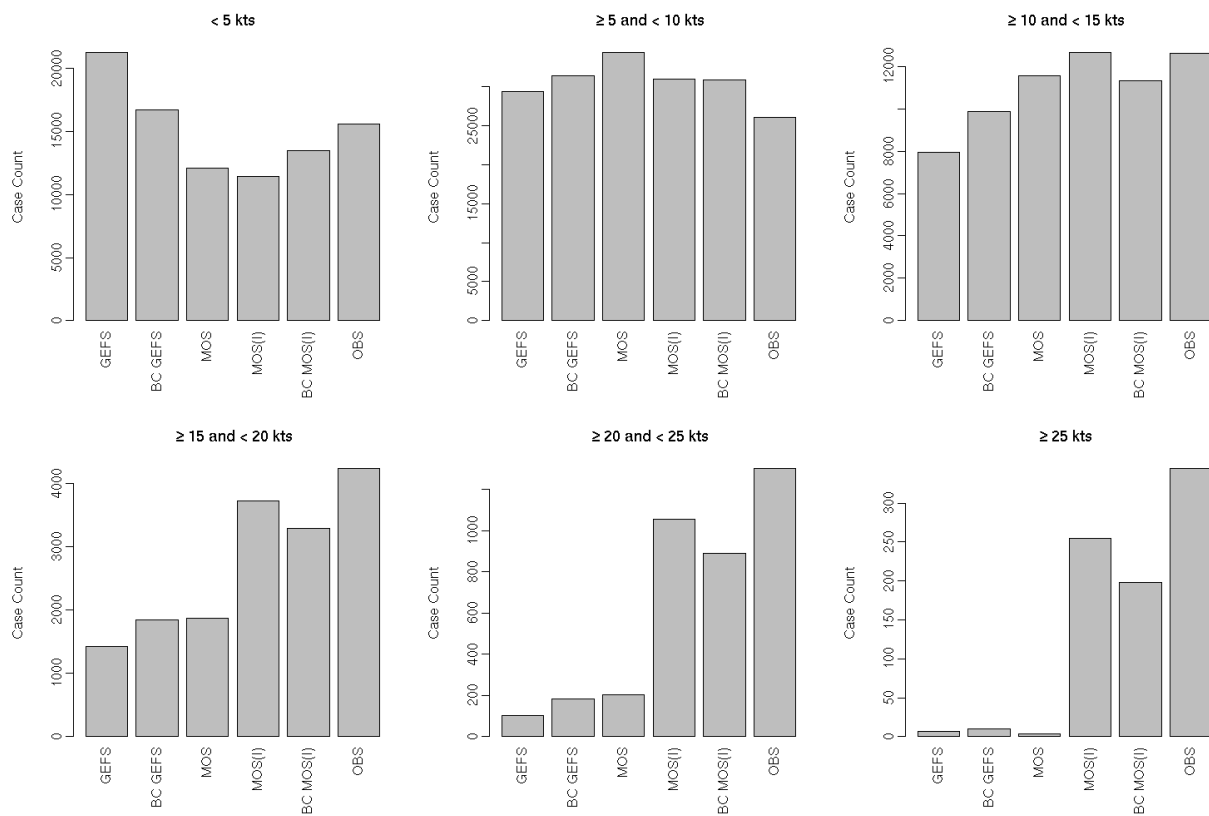 < 5 kts
Case Count
0
5000
10000
15000
20000
GEFS
BC GEFS
MOS
MOS(I)
BC MOS(I)
OBS
≥ 5 and < 10 kts
Case Count
0
5000
15000
25000
GEFS
BC GEFS
MOS
MOS(I)
BC MOS(I)
OBS
≥ 10 and < 15 kts
Case Count
0
2000
4000
6000
8000
12000
GEFS
BC GEFS
MOS
MOS(I)
BC MOS(I)
OBS
≥ 15 and < 20 kts
Case Count
0
1000
2000
3000
4000
GEFS
BC GEFS
MOS
MOS(I)
BC MOS(I)
OBS
≥ 20 and < 25 kts
Case Count
0
200
400
600
800
1000
GEFS
BC GEFS
MOS
MOS(I)
BC MOS(I)
OBS
≥ 25 kts
Case Count
0
50
100
150
200
250
300
GEFS
BC GEFS
MOS
MOS(I)
BC MOS(I)
OBS